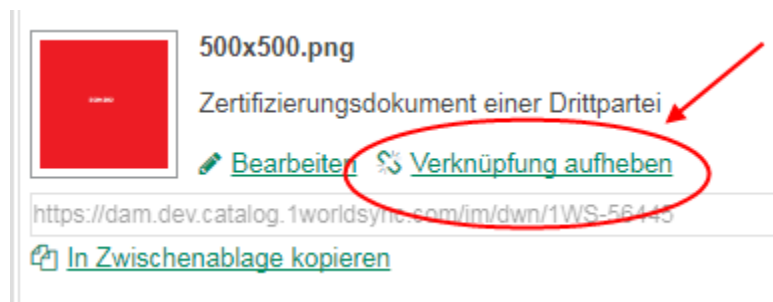 500x500.png
Zertifizierungsdokument einer Drittpartei
Bearbeiten Verknüpfung aufheben
https://dam.dev.catalog.1worldsync.com/im/dwn/1WS-56445
In Zwischenablage kopieren